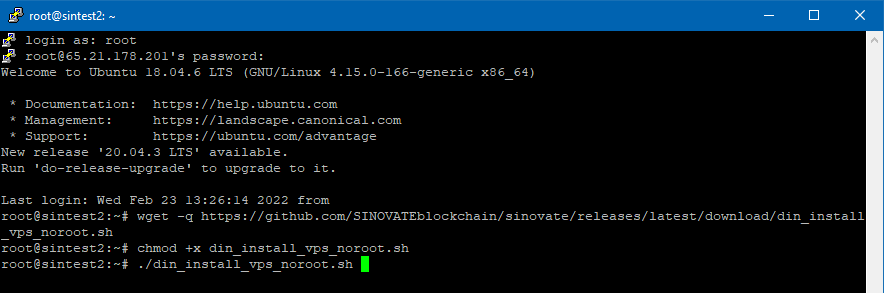 root@sintest2: ~
login as: root
root@65.21.178.201's password:
Welcome to Ubuntu 18.04.6 LTS (GNU/Linux 4.15.0-166-generic x86_64)
* Documentation:  https://help.ubuntu.com
* Management:     https://landscape.canonical.com
* Support:        https://ubuntu.com/advantage
New release '20.04.3 LTS' available.
Run 'do-release-upgrade' to upgrade to it.
Last login: Wed Feb 23 13:26:14 2022 from
root@sintest2:~# wget -q https://github.com/SINOVATEblockchain/sinovate/releases/latest/download/din_install
_vps_noroot.sh
root@sintest2:~# chmod +x din_install_vps_noroot.sh
root@sintest2:~# ./din_install_vps_noroot.sh